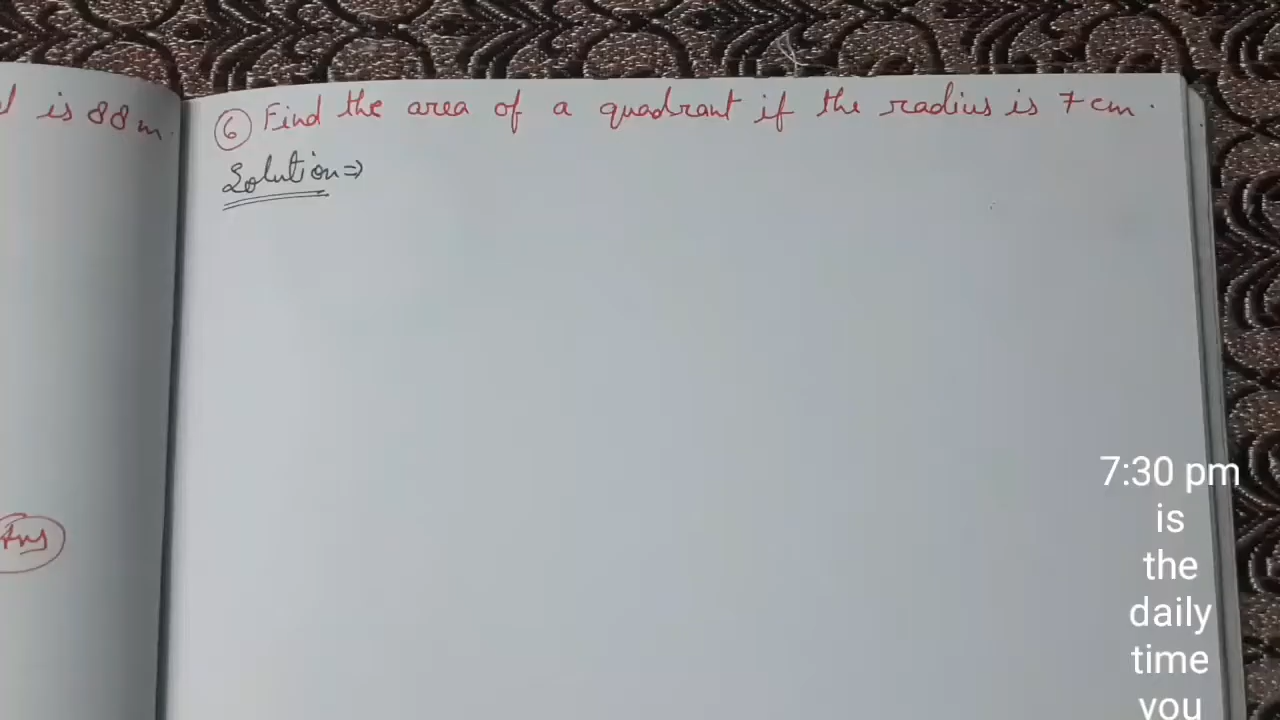 is 88m.
⑥ Find the area of a quadrant if the radius is 7 cm.
Solution ⇒
Ans
7:30 pm
is
the
daily
time
you